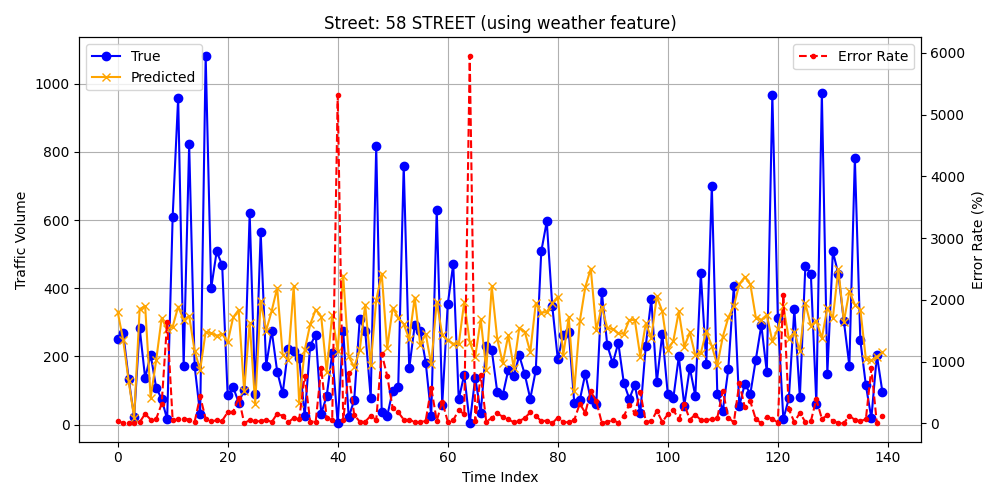 Street: 58 STREET (using weather feature)
True
Predicted
Error Rate
Traffic Volume
1000
800
600
400
200
0
6000
5000
4000
3000
2000
1000
0
Error Rate (%)
0 20 40 60 80 100 120 140
Time Index